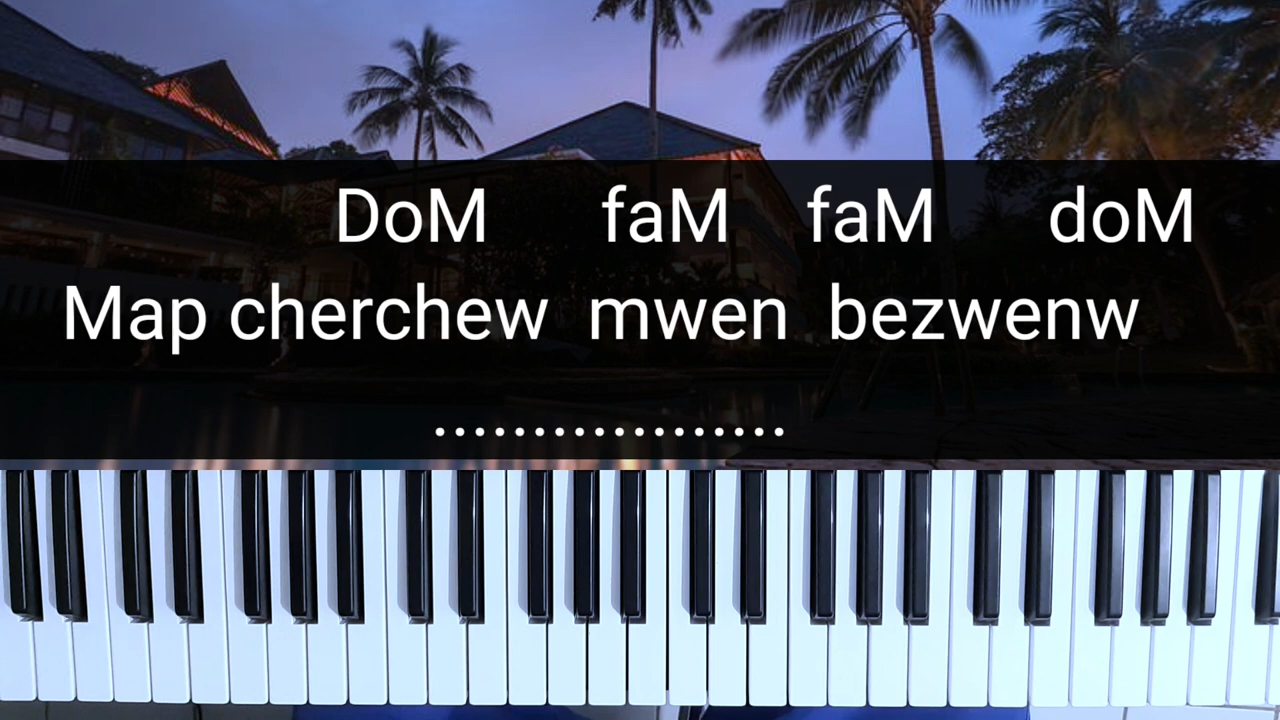 DoM faM faM doM
Map cherchew mwen bezwenw
..................